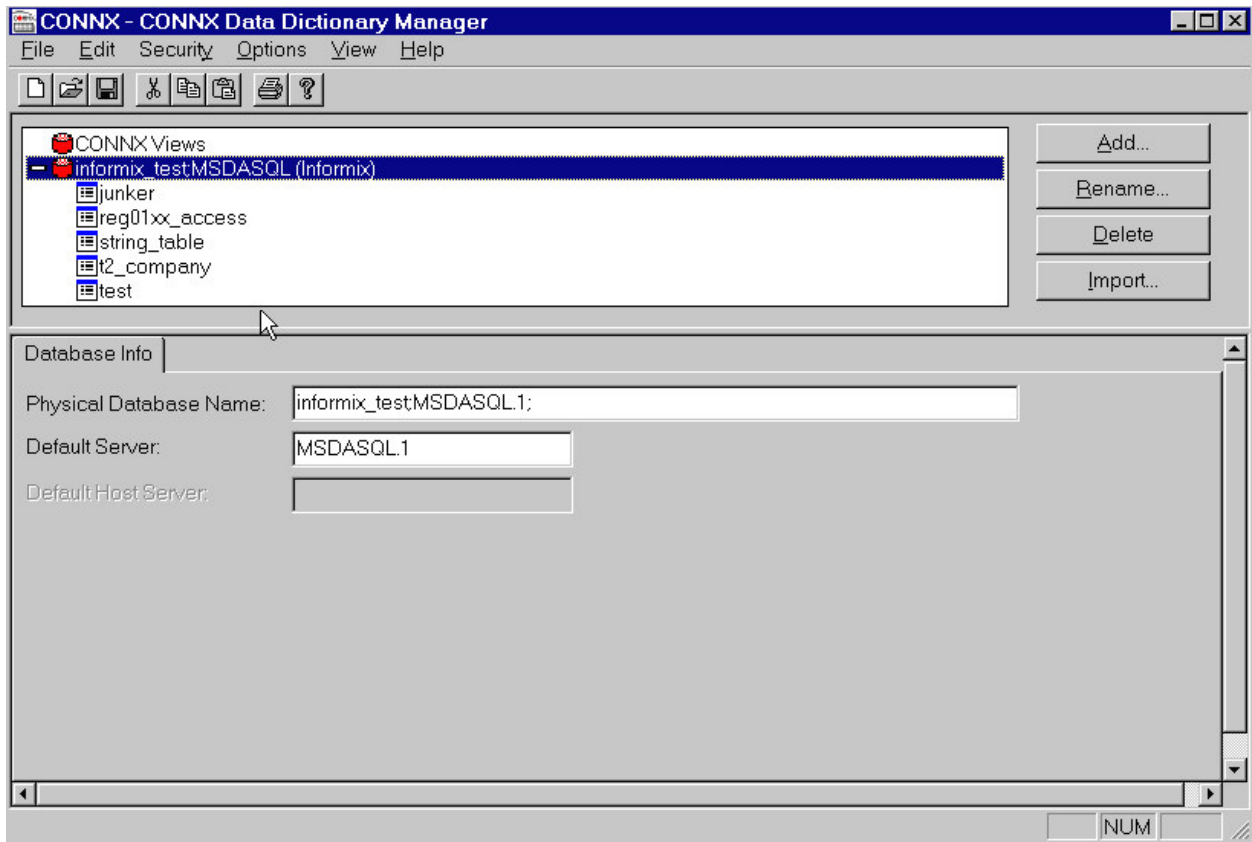 CONNX - CONNX Data Dictionary Manager
File Edit Security Options View Help
CONNX Views
informix_test;MSDASQL (Informix)
junker
reg01xx_access
string_table
t2_company
test
Add...
Rename...
Delete
Import...
Database Info
Physical Database Name: informix_test;MSDASQL.1;
Default Server: MSDASQL.1
Default Host Server:
NUM